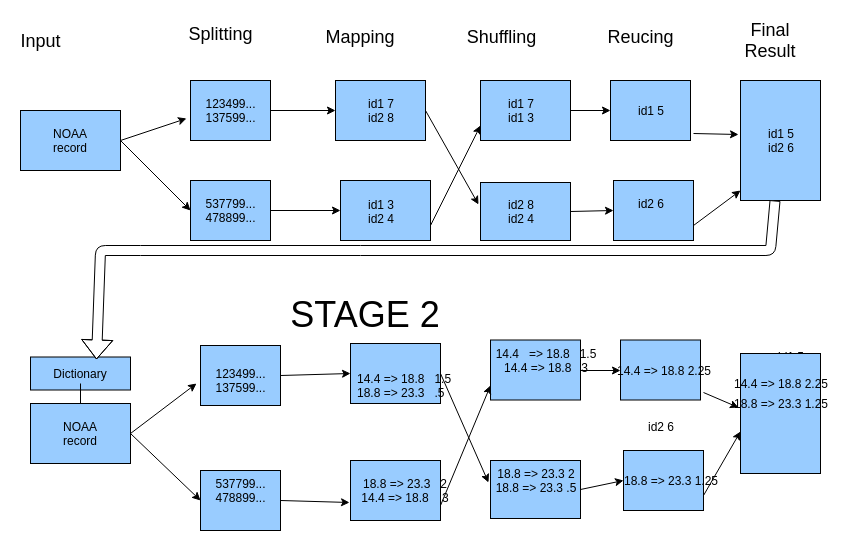 Input
Splitting
Mapping
Shuffling
Reucing
Final
Result
NOAA
record
123499...
137599...
id1 7
id2 8
id1 7
id1 3
id1 5
id1 5
id2 6
537799...
478899...
id1 3
id2 4
id2 8
id2 4
id2 6
STAGE 2
Dictionary
NOAA
record
123499...
137599...
14.4 => 18.8 1.5
18.8 => 23.3 .5
14.4 => 18.8 1.5
14.4 => 18.8 3
14.4 => 18.8 2.25
id2 6
14.4 => 18.8 2.25
18.8 => 23.3 1.25
537799...
478899...
18.8 => 23.3 2
14.4 => 18.8 3
18.8 => 23.3 2
18.8 => 23.3 .5
18.8 => 23.3 1.25